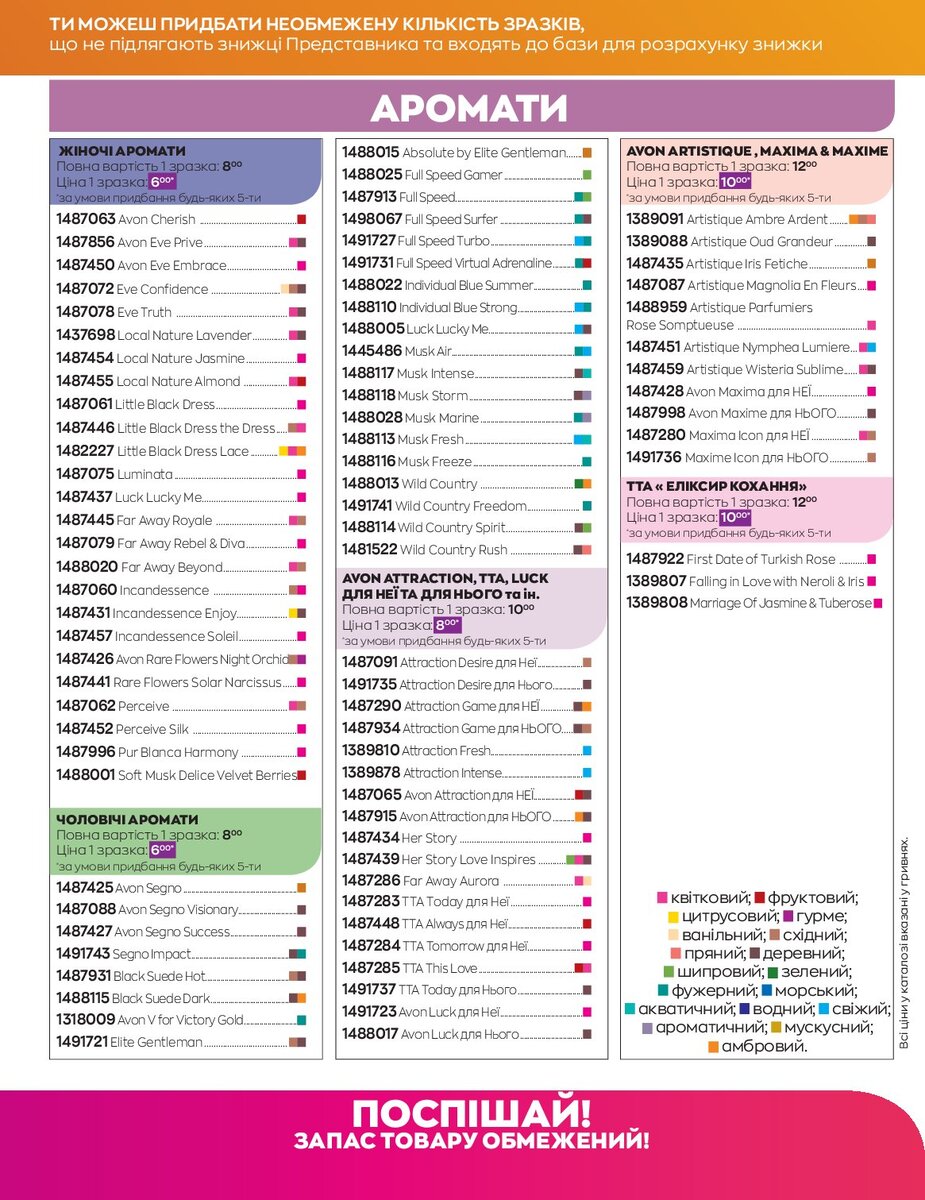 ТИ МОЖЕШ ПРИДБАТИ НЕОБМЕЖЕНУ КІЛЬКІСТЬ ЗРАЗКІВ,
що не підлягають знижці Представника та входять до бази для розрахунку знижки
АРОМАТИ
ЖІНОЧІ АРОМАТИ
Повна вартість 1 зразка: 8⁰⁰
Ціна 1 зразка: 6⁰⁰*
*за умови придбання будь-яких 5-ти
1487063 Avon Cherish
1487856 Avon Eve Prive
1487450 Avon Eve Embrace
1487072 Eve Confidence
1487078 Eve Truth
1437698 Local Nature Lavender
1487454 Local Nature Jasmine
1487455 Local Nature Almond
1487061 Little Black Dress
1487446 Little Black Dress the Dress
1482227 Little Black Dress Lace
1487075 Luminata
1487437 Luck Lucky Me
1487445 Far Away Royale
1487079 Far Away Rebel & Diva
1488020 Far Away Beyond
1487060 Incandessence
1487431 Incandessence Enjoy
1487457 Incandessence Soleil
1487426 Avon Rare Flowers Night Orchid
1487441 Rare Flowers Solar Narcissus
1487062 Perceive
1487452 Perceive Silk
1487996 Pur Blanca Harmony
1488001 Soft Musk Delice Velvet Berries
ЧОЛОВІЧІ АРОМАТИ
Повна вартість 1 зразка: 8⁰⁰
Ціна 1 зразка: 6⁰⁰*
*за умови придбання будь-яких 5-ти
1487425 Avon Segno
1487088 Avon Segno Visionary
1487427 Avon Segno Success
1491743 Segno Impact
1487931 Black Suede Hot
1488115 Black Suede Dark
1318009 Avon V for Victory Gold
1491721 Elite Gentleman
1488015 Absolute by Elite Gentleman
1488025 Full Speed Gamer
1487913 Full Speed
1498067 Full Speed Surfer
1491727 Full Speed Turbo
1491731 Full Speed Virtual Adrenaline
1488022 Individual Blue Summer
1488110 Individual Blue Strong
1488005 Luck Lucky Me
1445486 Musk Air
1488117 Musk Intense
1488118 Musk Storm
1488028 Musk Marine
1488113 Musk Fresh
1488116 Musk Freeze
1488013 Wild Country
1491741 Wild Country Freedom
1488114 Wild Country Spirit
1481522 Wild Country Rush
AVON ATTRACTION, TTA, LUCK
ДЛЯ НЕЇ ТА ДЛЯ НЬОГО та ін.
Повна вартість 1 зразка: 10⁰⁰
Ціна 1 зразка: 8⁰⁰*
*за умови придбання будь-яких 5-ти
1487091 Attraction Desire для Неї
1491735 Attraction Desire для Нього
1487290 Attraction Game для НЕЇ
1487934 Attraction Game для НЬОГО
1389810 Attraction Fresh
1389878 Attraction Intense
1487065 Avon Attraction для НЕЇ
1487915 Avon Attraction для НЬОГО
1487434 Her Story
1487439 Her Story Love Inspires
1487286 Far Away Aurora
1487283 TTA Today для Неї
1487448 TTA Always для Неї
1487284 TTA Tomorrow для Неї
1487285 TTA This Love
1491737 TTA Today для Нього
1491723 Avon Luck для Неї
1488017 Avon Luck для Нього
AVON ARTISTIQUE , MAXIMA & MAXIME
Повна вартість 1 зразка: 12⁰⁰
Ціна 1 зразка: 10⁰⁰*
*за умови придбання будь-яких 5-ти
1389091 Artistique Ambre Ardent
1389088 Artistique Oud Grandeur
1487435 Artistique Iris Fetiche
1487087 Artistique Magnolia En Fleurs
1488959 Artistique Parfumiers
Rose Somptueuse
1487451 Artistique Nymphea Lumiere
1487459 Artistique Wisteria Sublime
1487428 Avon Maxima для НЕЇ
1487998 Avon Maxime для НЬОГО
1487280 Maxima Icon для НЕЇ
1491736 Maxime Icon для НЬОГО
ТТА « ЕЛІКСИР КОХАННЯ»
Повна вартість 1 зразка: 12⁰⁰
Ціна 1 зразка: 10⁰⁰*
*за умови придбання будь-яких 5-ти
1487922 First Date of Turkish Rose
1389807 Falling in Love with Neroli & Iris
1389808 Marriage Of Jasmine & Tuberose
квітковий; фруктовий;
цитрусовий; гурме;
ванільний; східний;
пряний; деревний;
шипровий; зелений;
фужерний; морський;
акватичний; водний; свіжий;
ароматичний; мускусний;
амбровий.
Всі ціни у каталозі вказані у гривнях.
ПОСПІШАЙ!
ЗАПАС ТОВАРУ ОБМЕЖЕНИЙ!